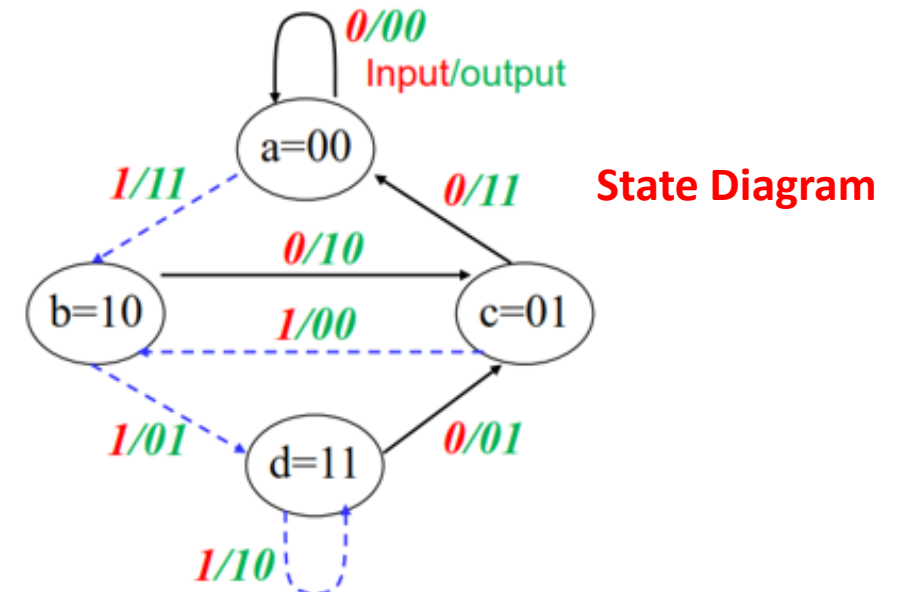 0/00
Input/output
a=00
1/11
0/11
State Diagram
0/10
b=10
c=01
1/00
1/01
0/01
d=11
1/10